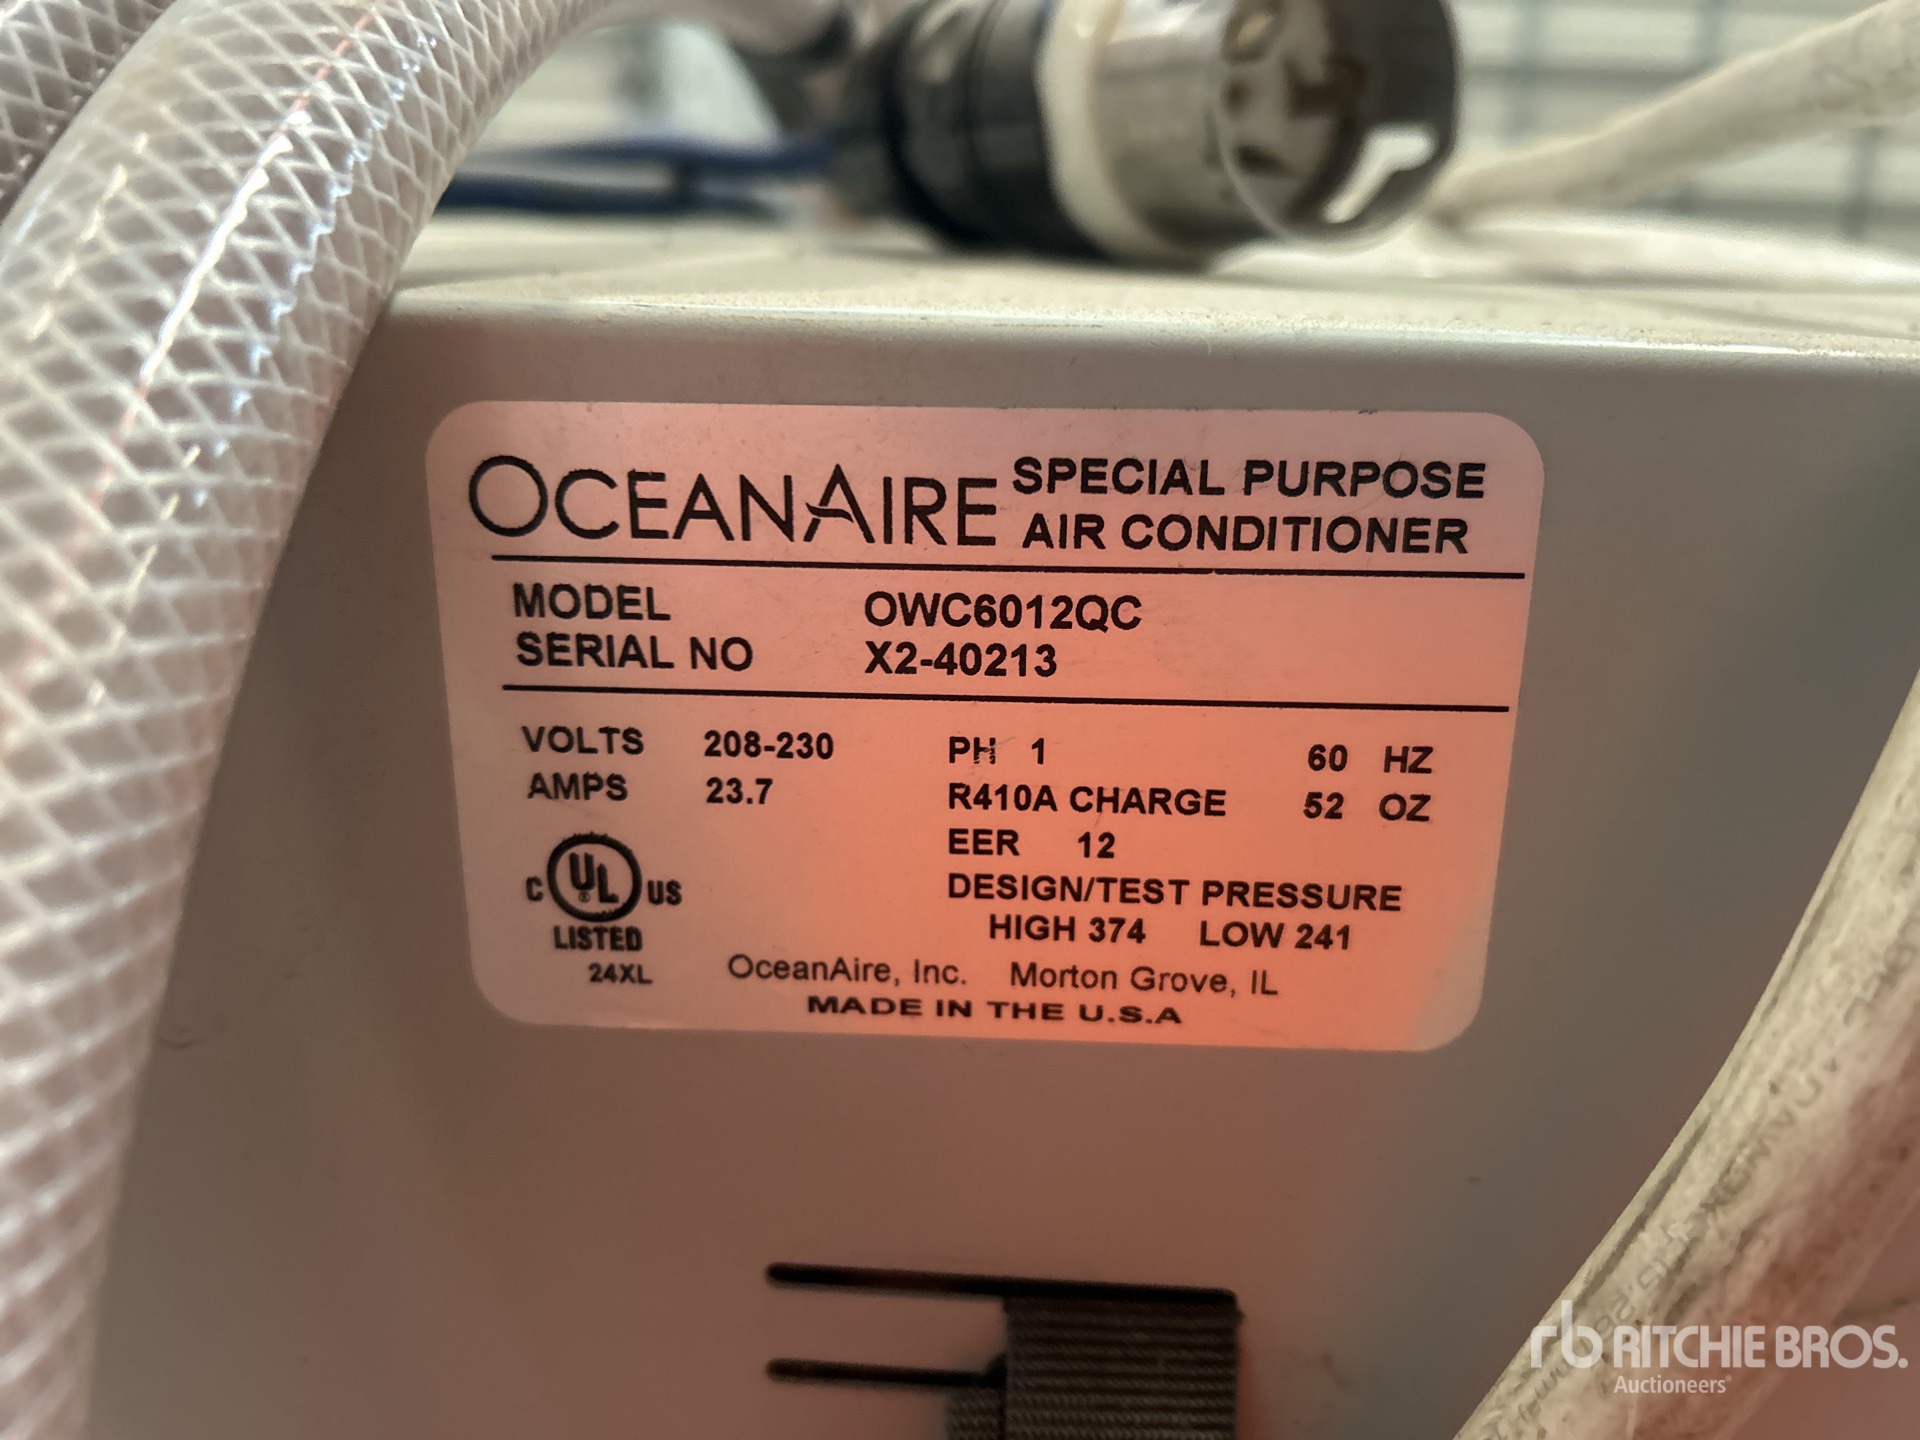 OCEANAIRE SPECIAL PURPOSE
AIR CONDITIONER
MODEL OWC6012QC
SERIAL NO X2-40213
VOLTS 208-230 PH 1 60 HZ
AMPS 23.7 R410A CHARGE 52 OZ
EER 12
DESIGN/TEST PRESSURE
HIGH 374 LOW 241
C UL ® US
LISTED
24XL
OceanAire, Inc. Morton Grove, IL
MADE IN THE U.S.A
rb RITCHIE BROS.
Auctioneers